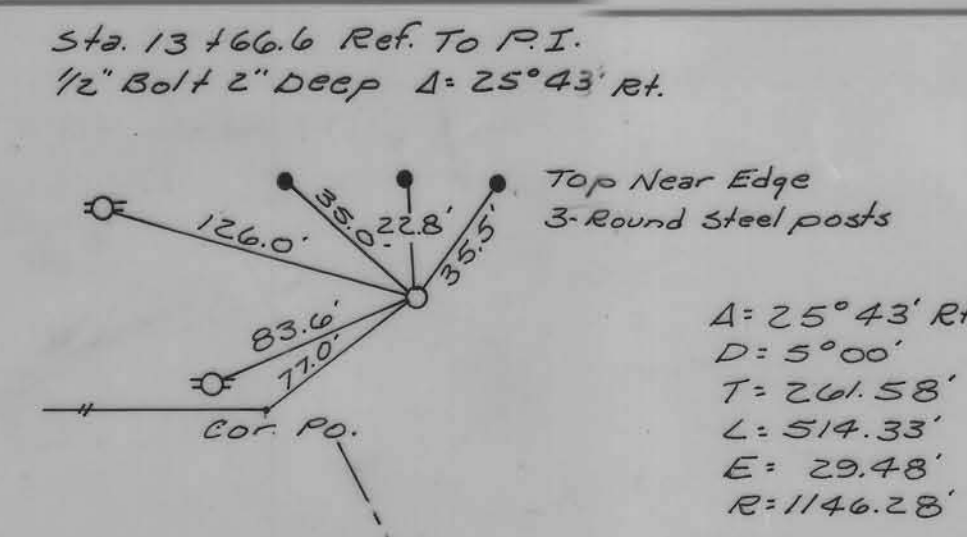 Sta. 13+66.6 Ref. To P.I.
1/2" Bolt 2" Deep Δ= 25°43' Rt.
Top Near Edge
3-Round Steel posts
126.0'
35.0'
22.8'
35.5'
83.6'
77.0'
Cor. Po.
Δ= 25°43' Rt
D= 5°00'
T= 261.58'
L= 514.33'
E= 29.48'
R=1146.28'